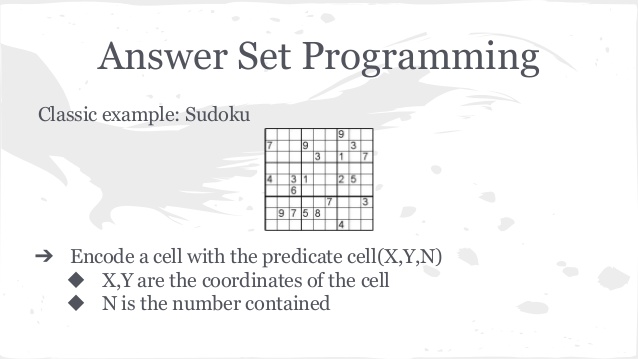 Answer Set Programming
Classic example: Sudoku
9
7 9 3
3 1 7
4 3 1 2 5
6
7 3
9 7 5 8
4
➔ Encode a cell with the predicate cell(X,Y,N)
◆ X,Y are the coordinates of the cell
◆ N is the number contained